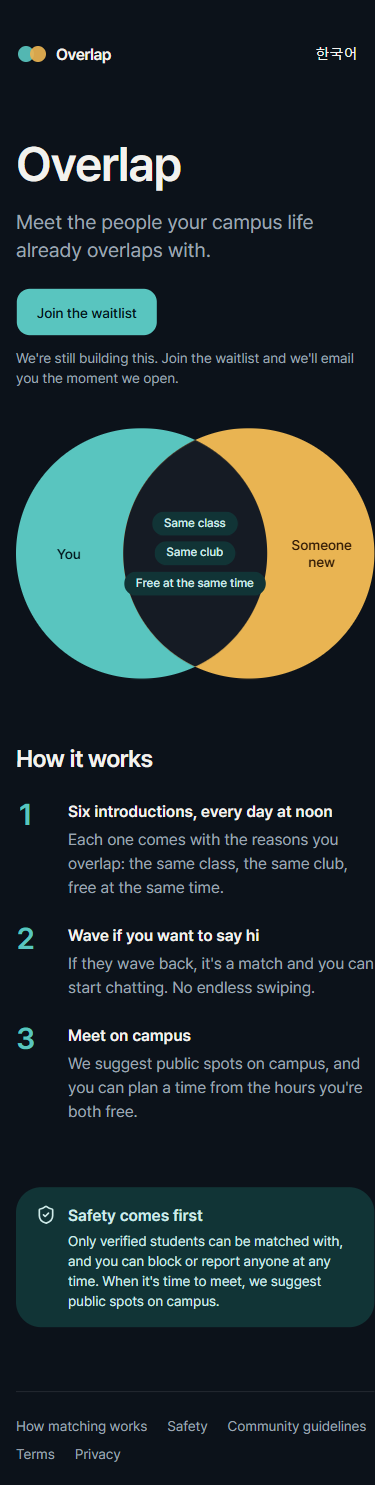 Overlap
한국어
Overlap
Meet the people your campus life
already overlaps with.
Join the waitlist
We're still building this. Join the waitlist and we'll email
you the moment we open.
You
Same class
Same club
Free at the same time
Someone
new
How it works
1
Six introductions, every day at noon
Each one comes with the reasons you
overlap: the same class, the same club,
free at the same time.
2
Wave if you want to say hi
If they wave back, it's a match and you can
start chatting. No endless swiping.
3
Meet on campus
We suggest public spots on campus, and
you can plan a time from the hours you're
both free.
Safety comes first
Only verified students can be matched with,
and you can block or report anyone at any
time. When it's time to meet, we suggest
public spots on campus.
How matching works Safety Community guidelines
Terms Privacy